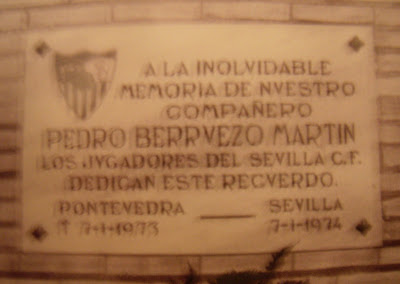 A LA INOLVIDABLE
MEMORIA DE NVESTRO
COMPAÑERO
PEDRO BERRVEZO MARTIN
LOS JVGADORES DEL SEVILLA C.F.
DEDICAN ESTE RECVERDO.
PONTEVEDRA — SEVILLA
† 7-1-1973 7-1-1974